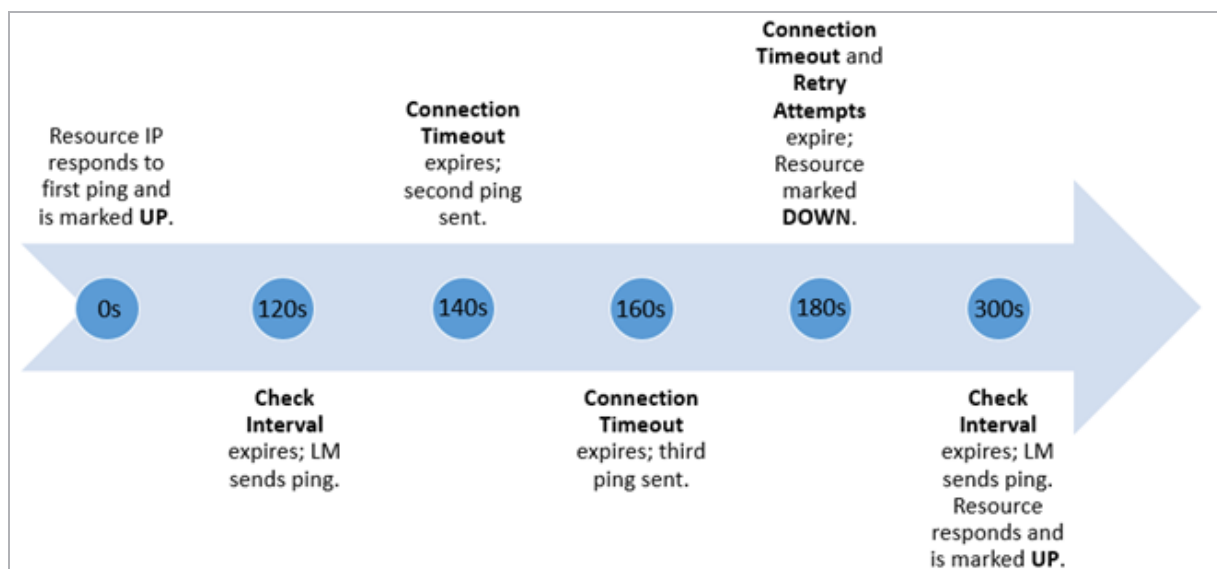 Resource IP
responds to
first ping and
is marked UP.
Connection
Timeout
expires;
second ping
sent.
Connection
Timeout and
Retry
Attempts
expire;
Resource
marked
DOWN.
0s
120s
140s
160s
180s
300s
Check
Interval
expires; LM
sends ping.
Connection
Timeout
expires; third
ping sent.
Check
Interval
expires; LM
sends ping.
Resource
responds and
is marked UP.